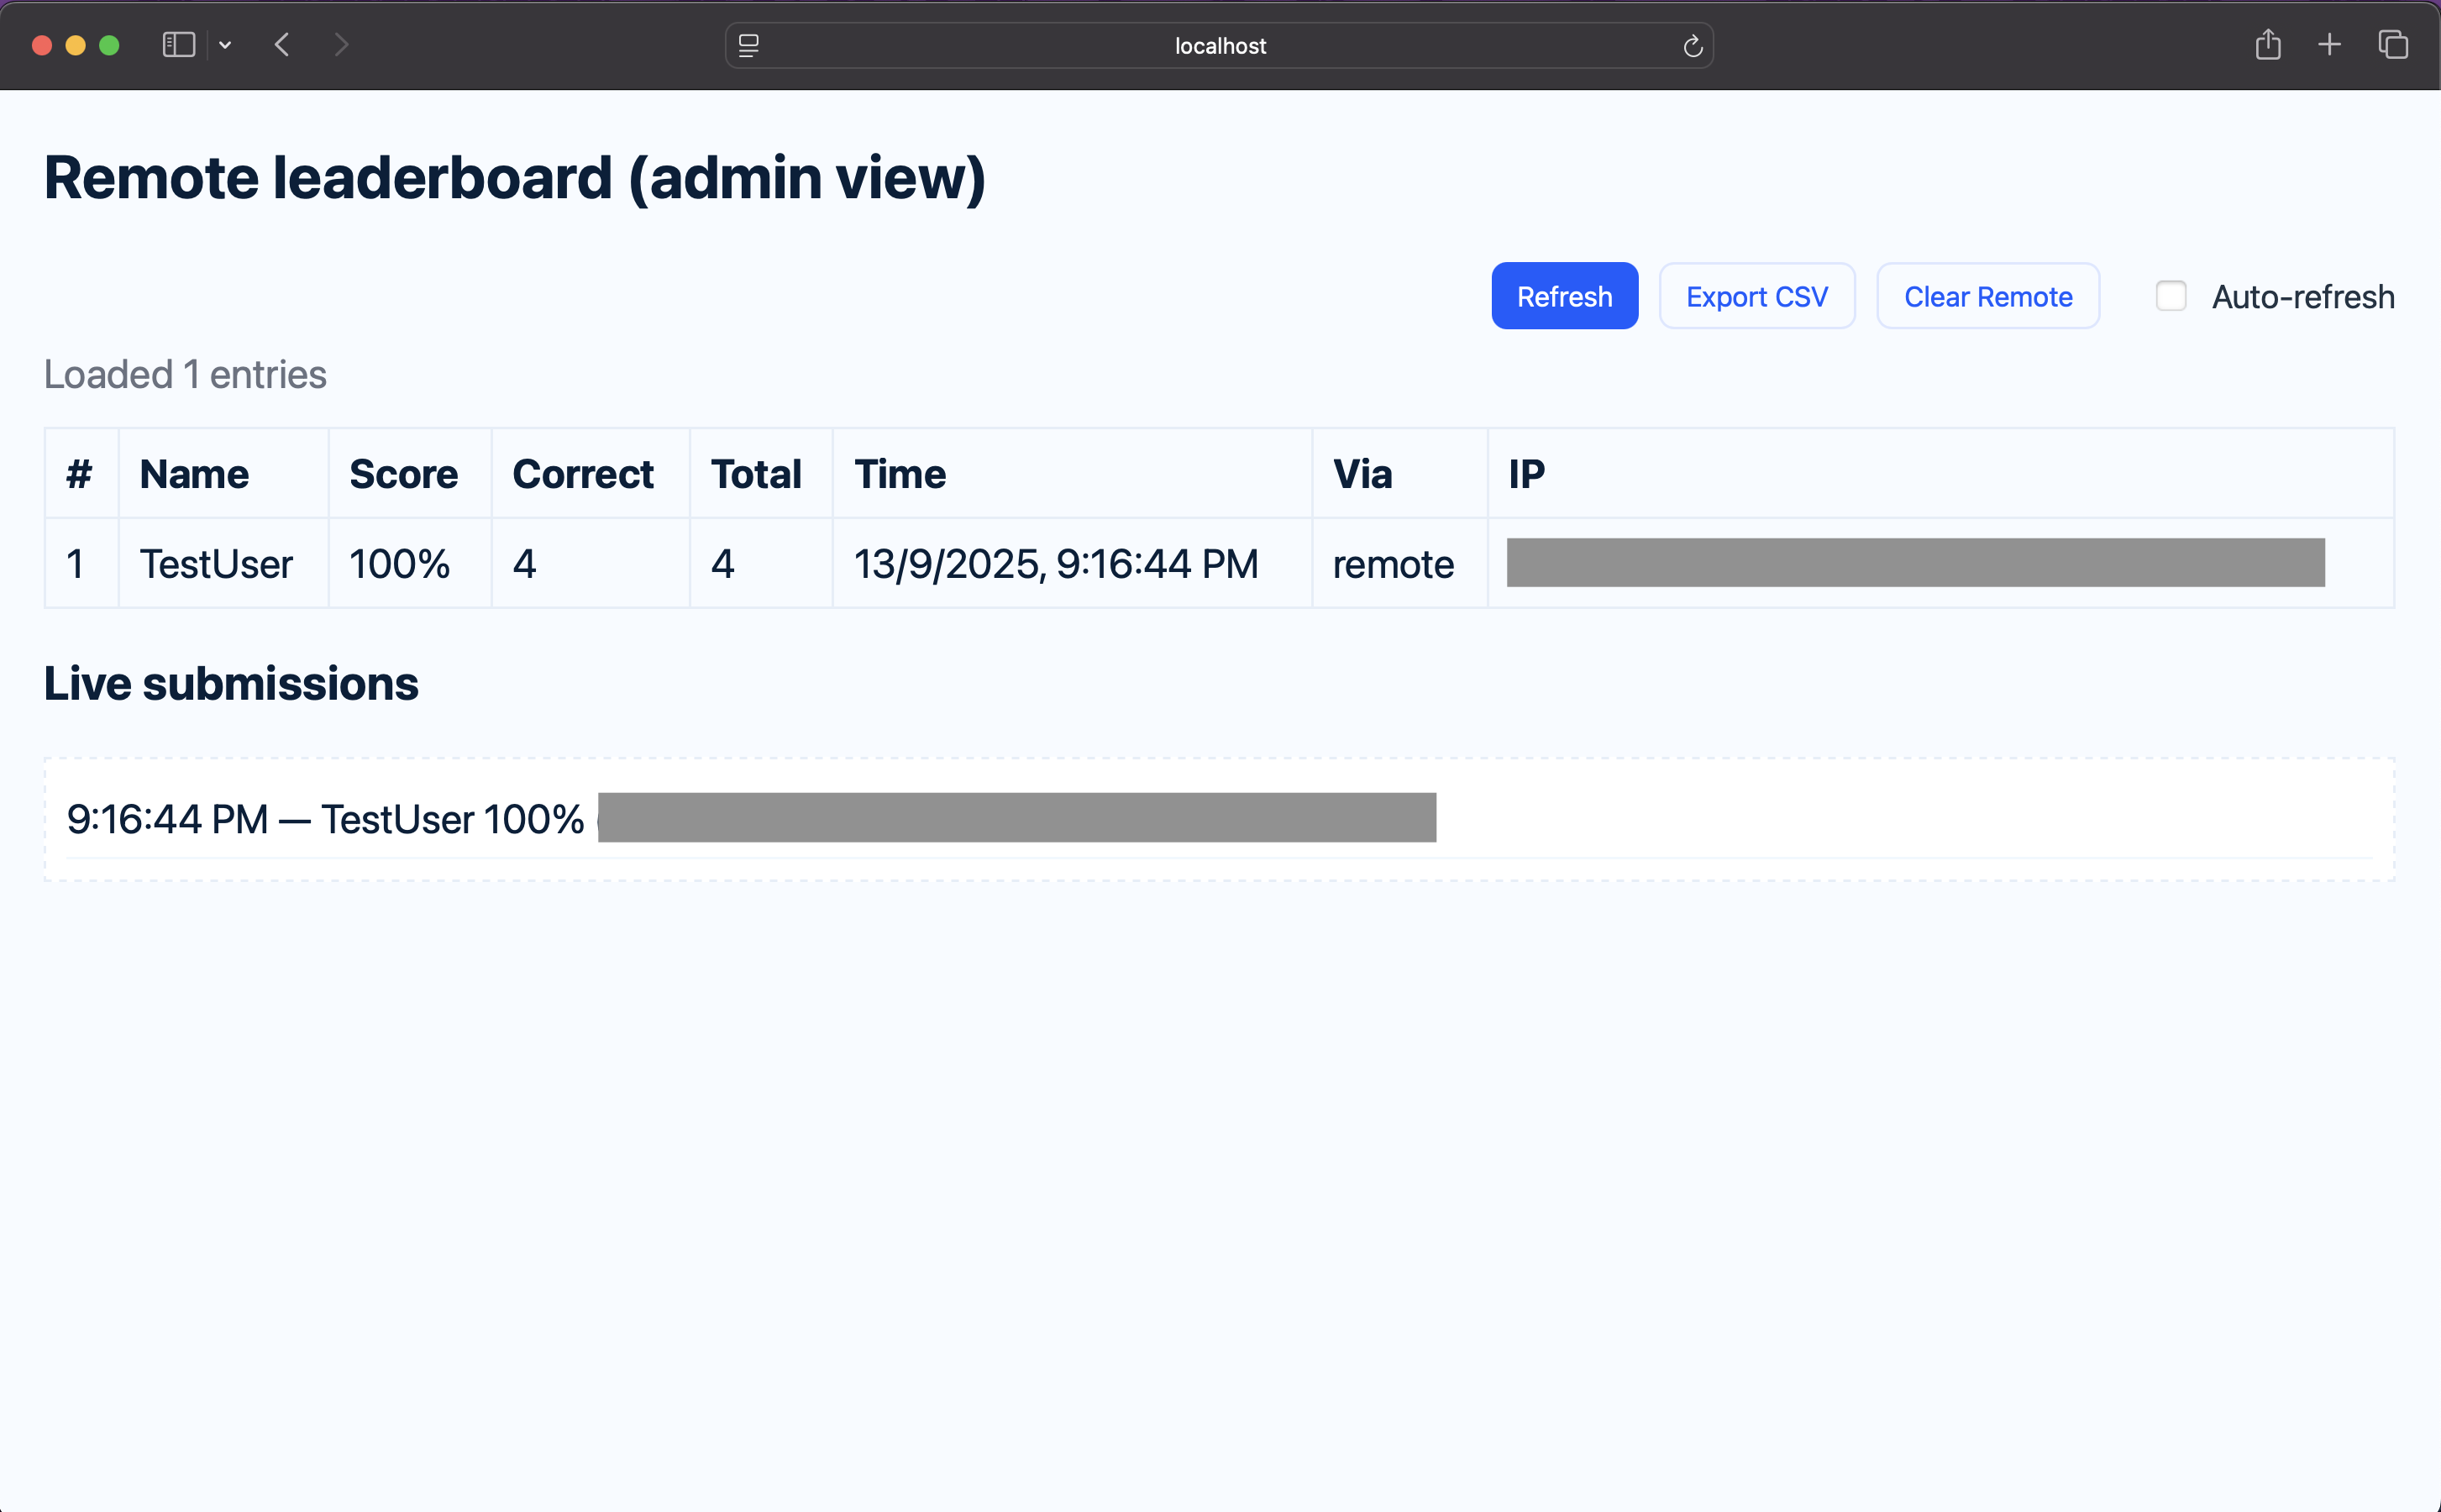 localhost
Remote leaderboard (admin view)
Refresh Export CSV Clear Remote Auto-refresh
Loaded 1 entries
# Name Score Correct Total Time Via IP
1 TestUser 100% 4 4 13/9/2025, 9:16:44 PM remote
Live submissions
9:16:44 PM — TestUser 100%